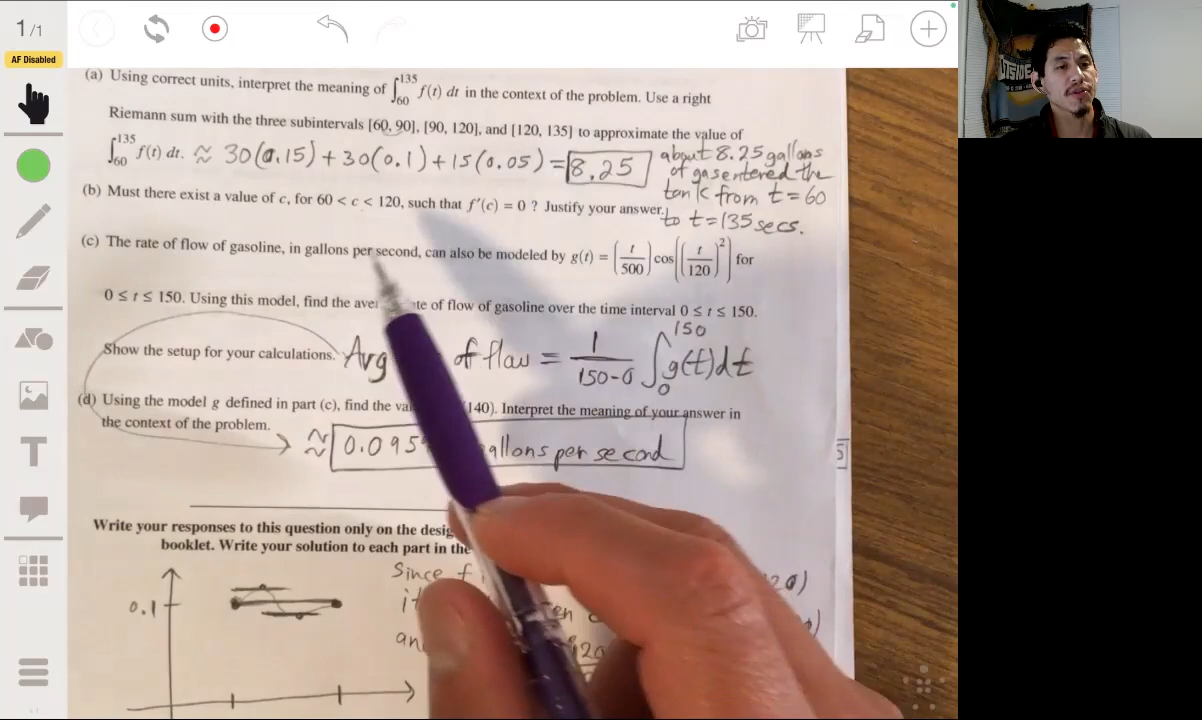 1/1
AF Disabled
(a) Using correct units, interpret the meaning of ∫₆₀¹³⁵ f(t) dt in the context of the problem. Use a right
Riemann sum with the three subintervals [60, 90], [90, 120], and [120, 135] to approximate the value of
∫₆₀¹³⁵ f(t) dt. ≈ 30(0.15) + 30(0.1) + 15(0.05) = 8.25
about 8.25 gallons
of gas entered the
tank from t = 60
to t = 135 secs.
(b) Must there exist a value of c, for 60 < c < 120, such that f′(c) = 0 ? Justify your answer.
(c) The rate of flow of gasoline, in gallons per second, can also be modeled by g(t) = (t/500) cos((t/120)²) for
0 ≤ t ≤ 150. Using this model, find the of flow of gasoline over the time interval 0 ≤ t ≤ 150.
Show the setup for your calculations. Avg of flow = 1/(150-0) ∫₀¹⁵⁰ g(t)dt
(d) Using the model g defined in part (c), find the (140). Interpret the meaning of your answer in
the context of the problem.
≈ 0.095 gallons per second
5
Write your responses to this question only on the
booklet. Write your solution to each part in the
0.1
Since f
T